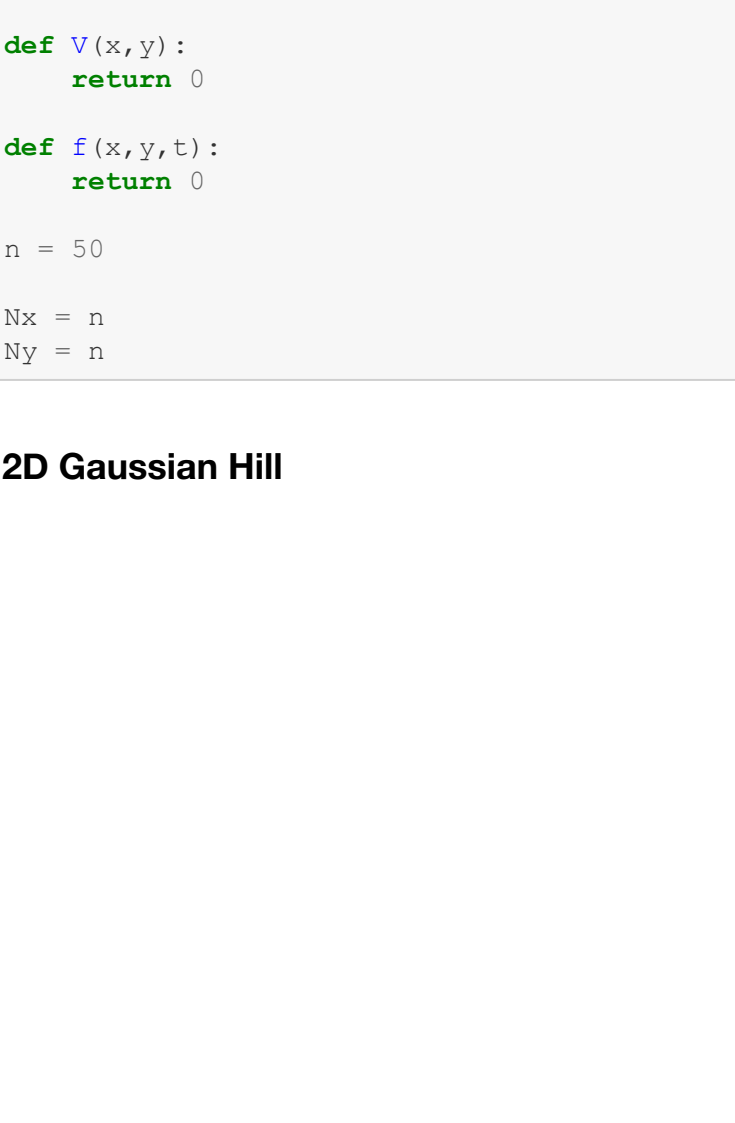 def V(x,y):
    return 0
def f(x,y,t):
    return 0
n = 50
Nx = n
Ny = n
2D Gaussian Hill